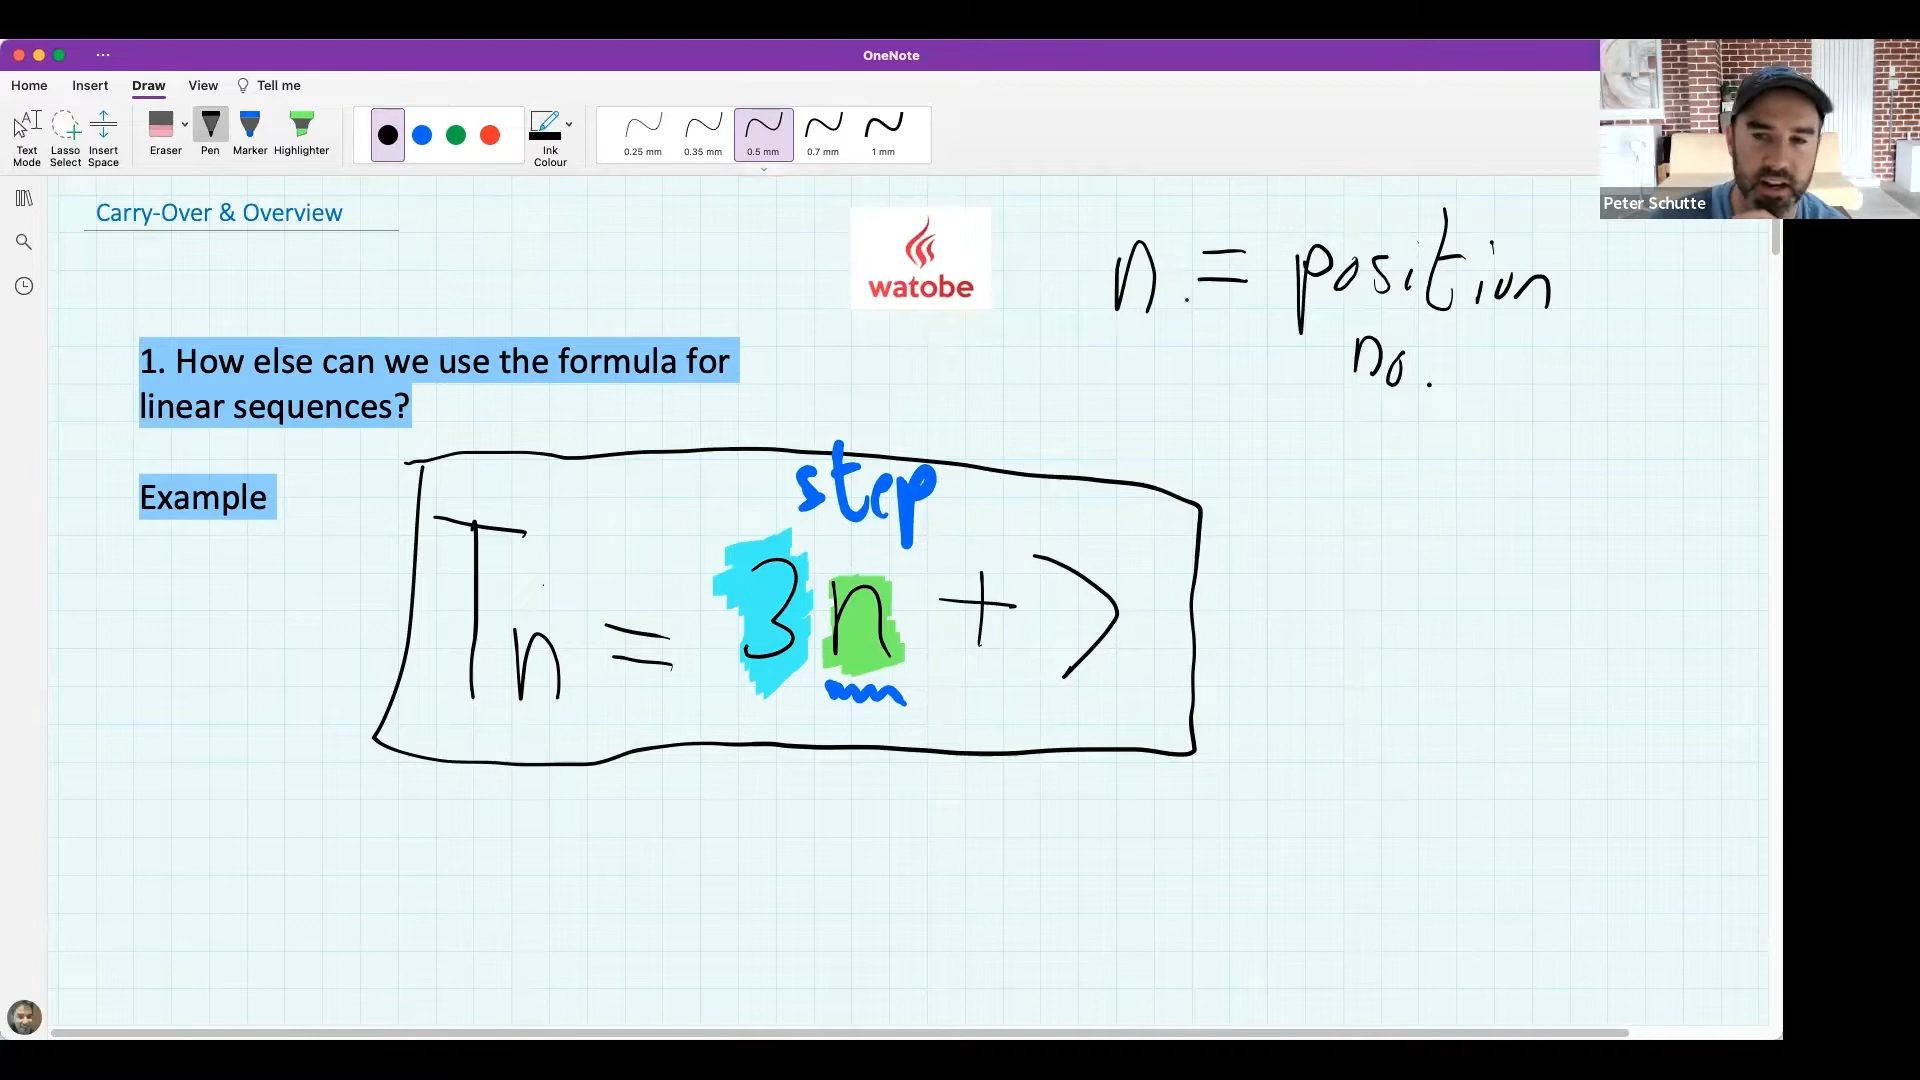 OneNote
Home Insert Draw View Tell me
Text Mode
Lasso Select
Insert Space
Eraser
Pen
Marker
Highlighter
Ink Colour
0.25 mm
0.35 mm
0.5 mm
0.7 mm
1 mm
Peter Schutte
Carry-Over & Overview
watobe
n = position
no.
1. How else can we use the formula for
linear sequences?
Example
step
Tn = 3n + 7